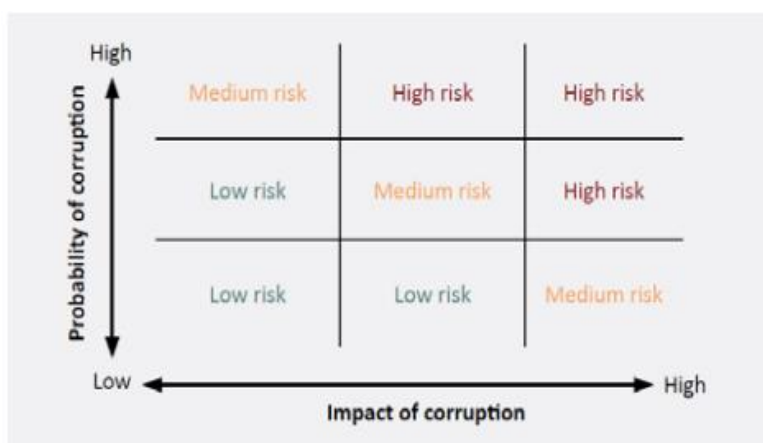 High
Medium risk High risk High risk
Probability of corruption
Low risk Medium risk High risk
Low risk Low risk Medium risk
Low High
Impact of corruption